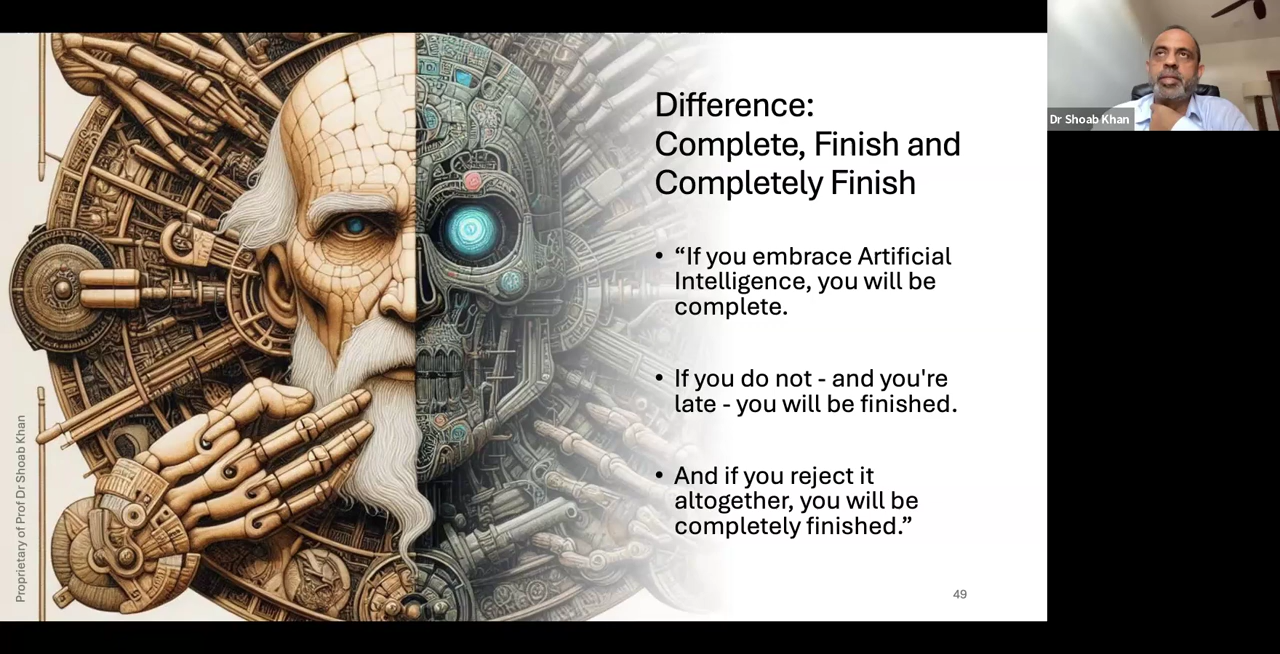 Difference:
Complete, Finish and
Completely Finish
• “If you embrace Artificial
Intelligence, you will be
complete.
• If you do not - and you're
late - you will be finished.
• And if you reject it
altogether, you will be
completely finished.”
49
Proprietary of Prof Dr Shoab Khan
Dr Shoab Khan